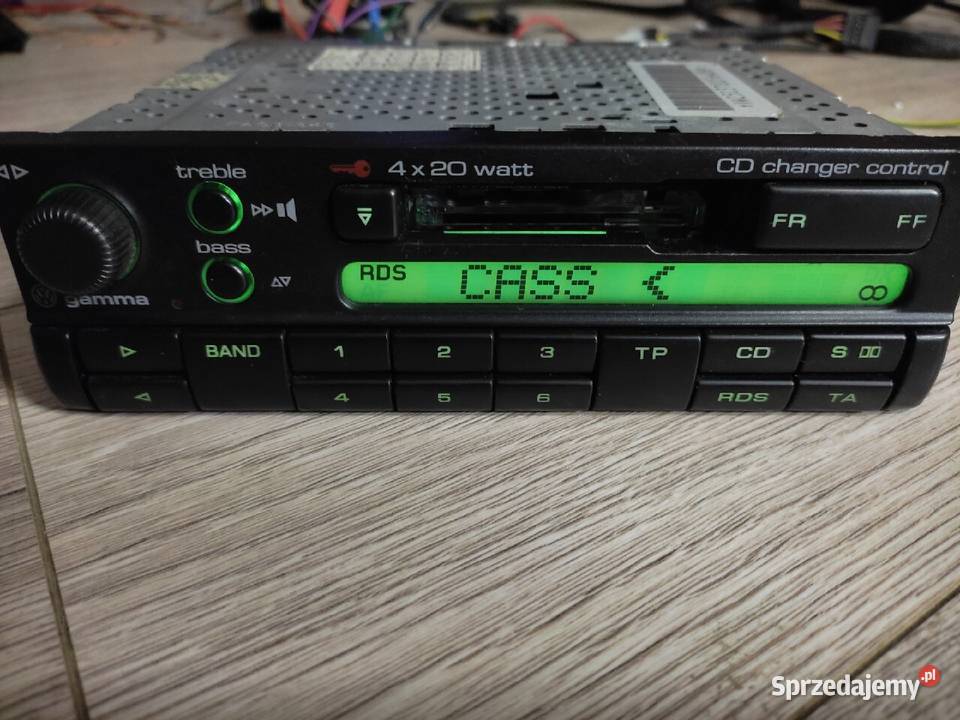 treble
4 x 20 watt
CD changer control
bass
FR
FF
RDS
CASS <
gamma
BAND
1
2
3
TP
CD
S
4
5
6
RDS
TA
Sprzedajemy.pl